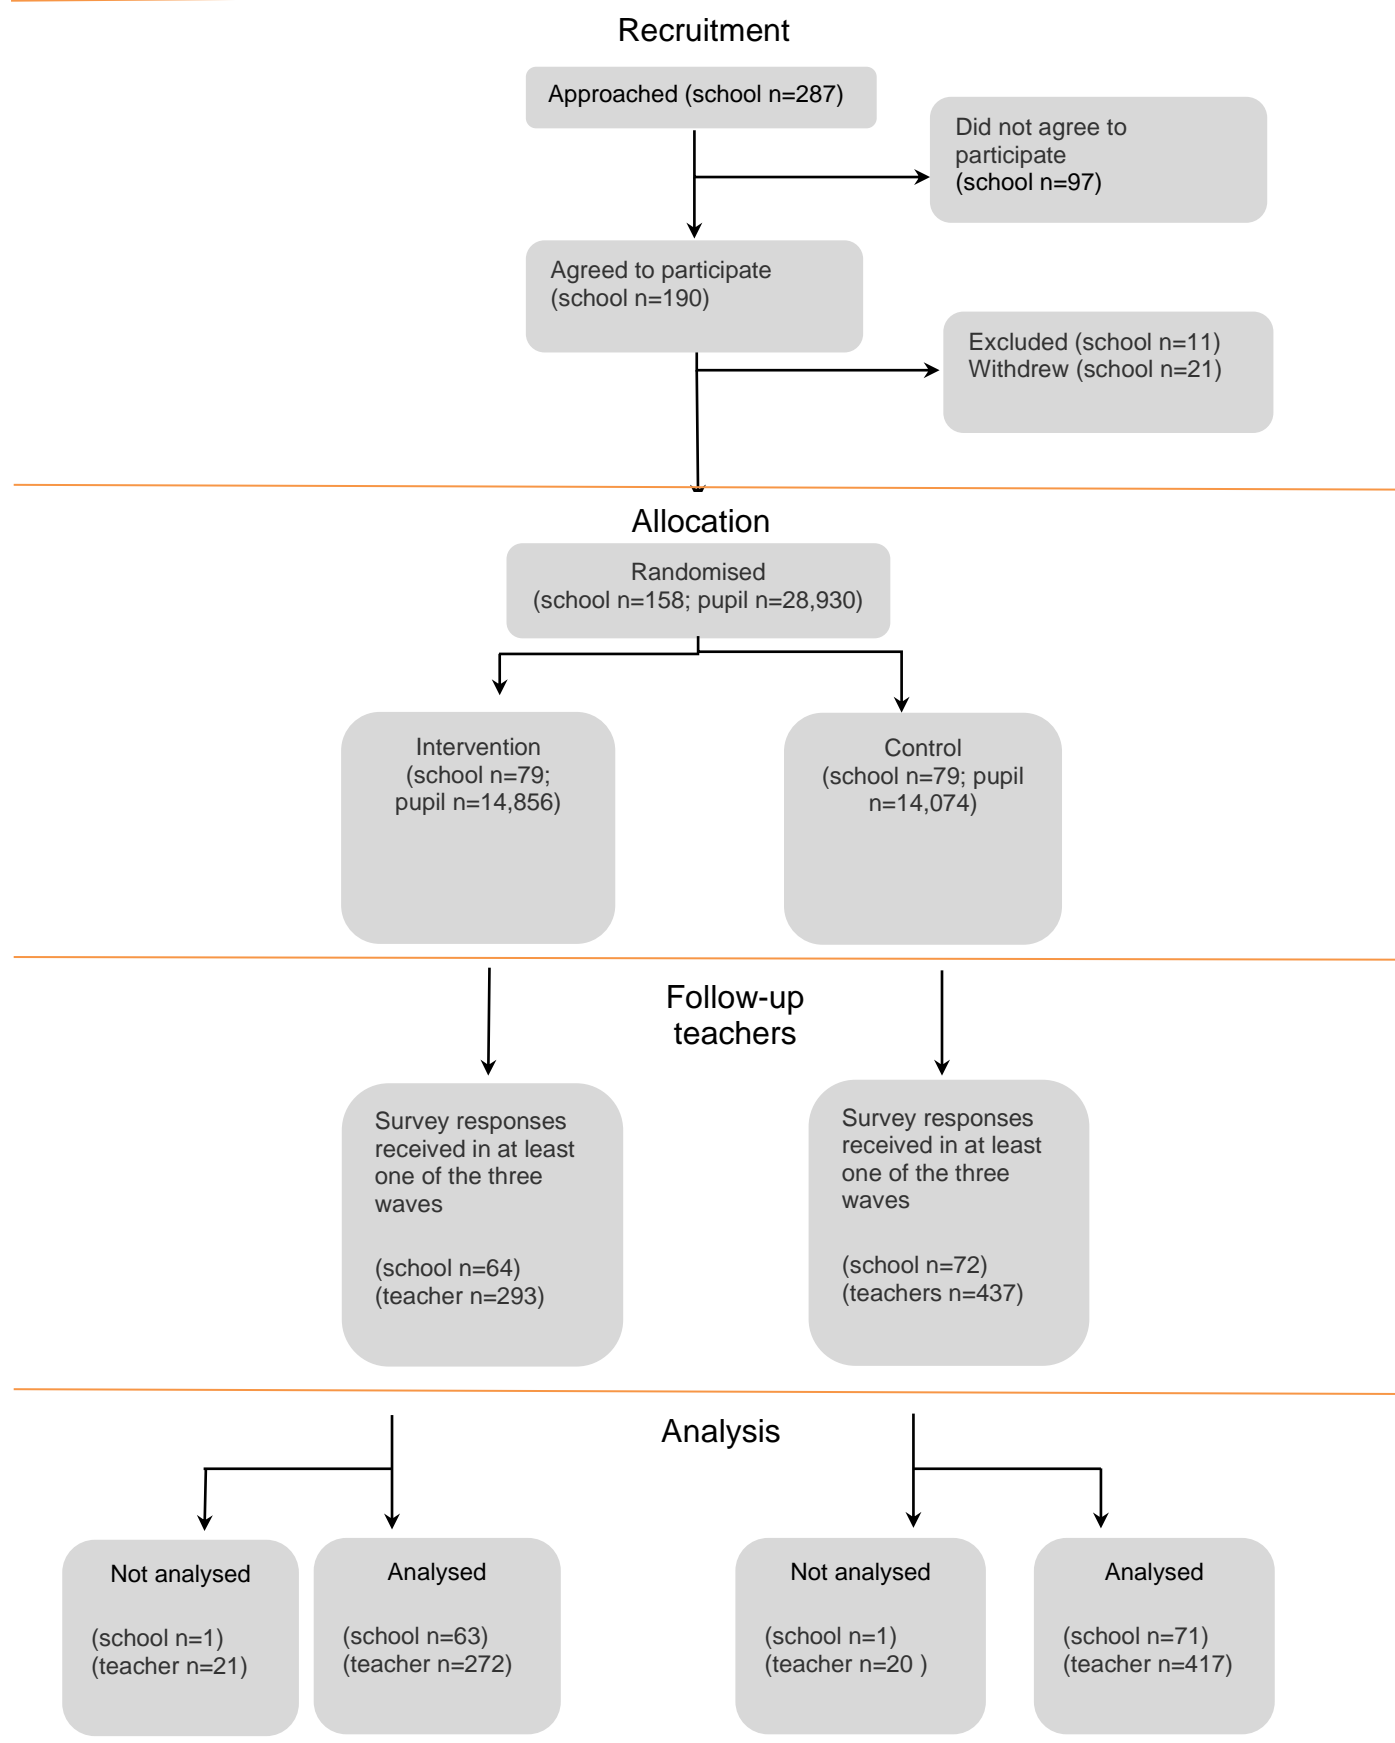 Recruitment
Approached (school n=287)
Did not agree to
participate
(school n=97)
Agreed to participate
(school n=190)
Excluded (school n=11)
Withdrew (school n=21)
Allocation
Randomised
(school n=158; pupil n=28,930)
Intervention
(school n=79;
pupil n=14,856)
Control
(school n=79; pupil
n=14,074)
Follow-up
teachers
Survey responses
received in at least
one of the three
waves
(school n=64)
(teacher n=293)
Survey responses
received in at least
one of the three
waves
(school n=72)
(teachers n=437)
Analysis
Not analysed
(school n=1)
(teacher n=21)
Analysed
(school n=63)
(teacher n=272)
Not analysed
(school n=1)
(teacher n=20 )
Analysed
(school n=71)
(teacher n=417)